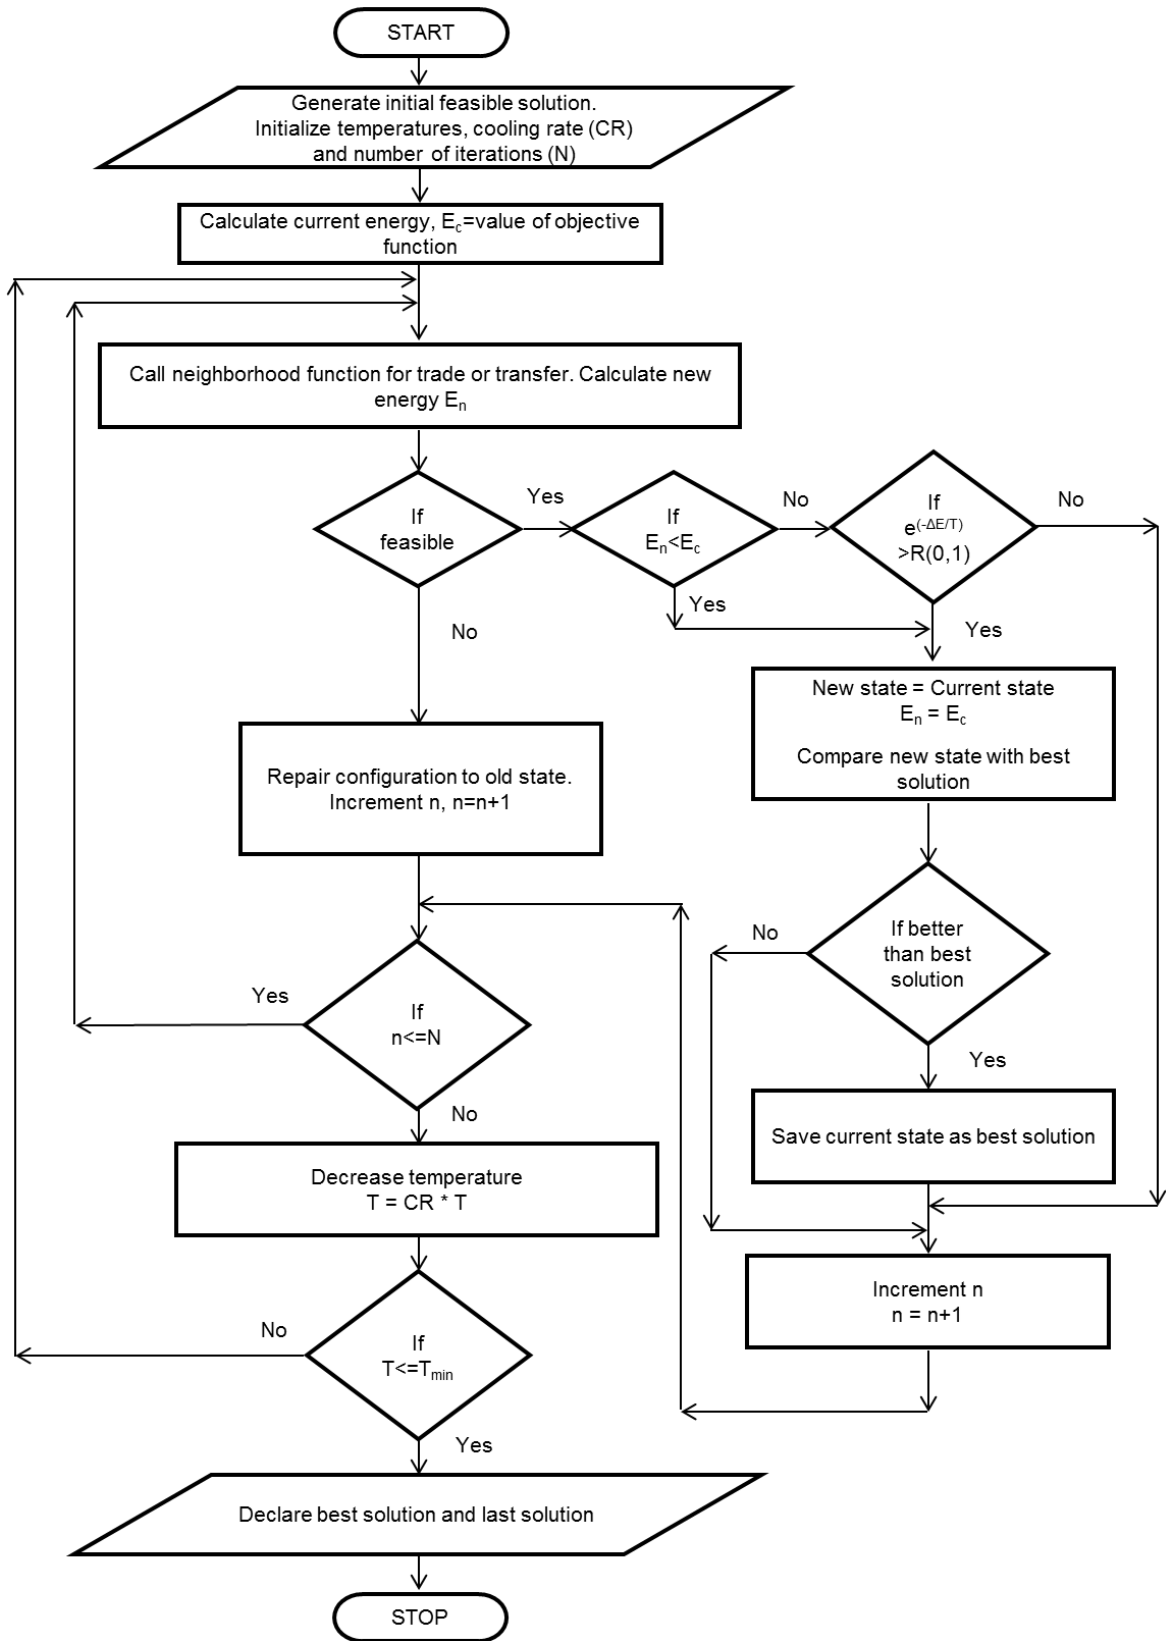 START
Generate initial feasible solution.
Initialize temperatures, cooling rate (CR)
and number of iterations (N)
Calculate current energy, Ec=value of objective
function
Call neighborhood function for trade or transfer. Calculate new
energy En
If
feasible
Yes
If
En<Ec
No
If
e(-ΔE/T)
>R(0,1)
No
Yes
Yes
No
New state = Current state
En = Ec
Compare new state with best
solution
Repair configuration to old state.
Increment n, n=n+1
If better
than best
solution
No
Yes
If
n<=N
Yes
No
Save current state as best solution
Decrease temperature
T = CR * T
Increment n
n = n+1
If
T<=Tmin
No
Yes
Declare best solution and last solution
STOP